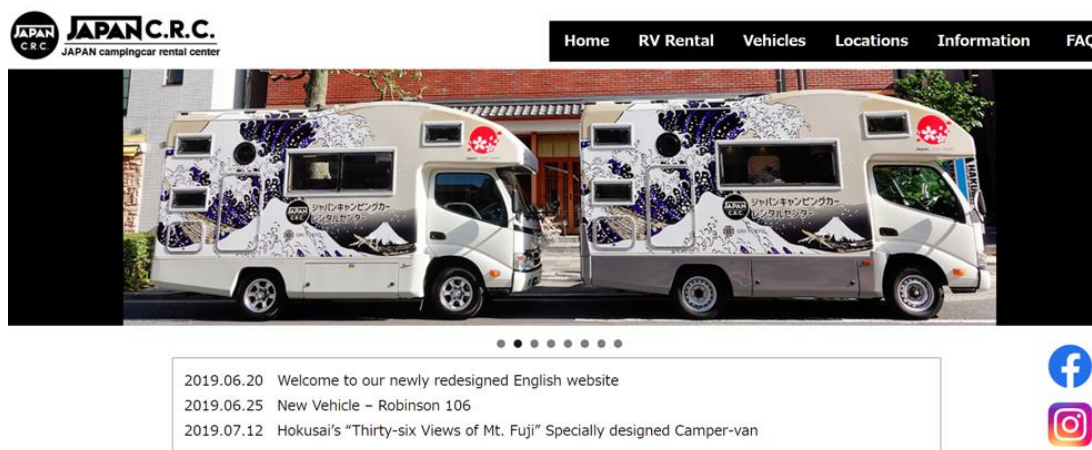 JAPAN
C.R.C
JAPAN C.R.C.
JAPAN campingcar rental center
Home RV Rental Vehicles Locations Information FAQ
JAPAN
C.R.C.
ジャパンキャンピングカー
レンタルセンター
JAPAN
C.R.C.
ジャパンキャンピングカー
レンタルセンター
2019.06.20 Welcome to our newly redesigned English website
2019.06.25 New Vehicle – Robinson 106
2019.07.12 Hokusai’s “Thirty-six Views of Mt. Fuji” Specially designed Camper-van